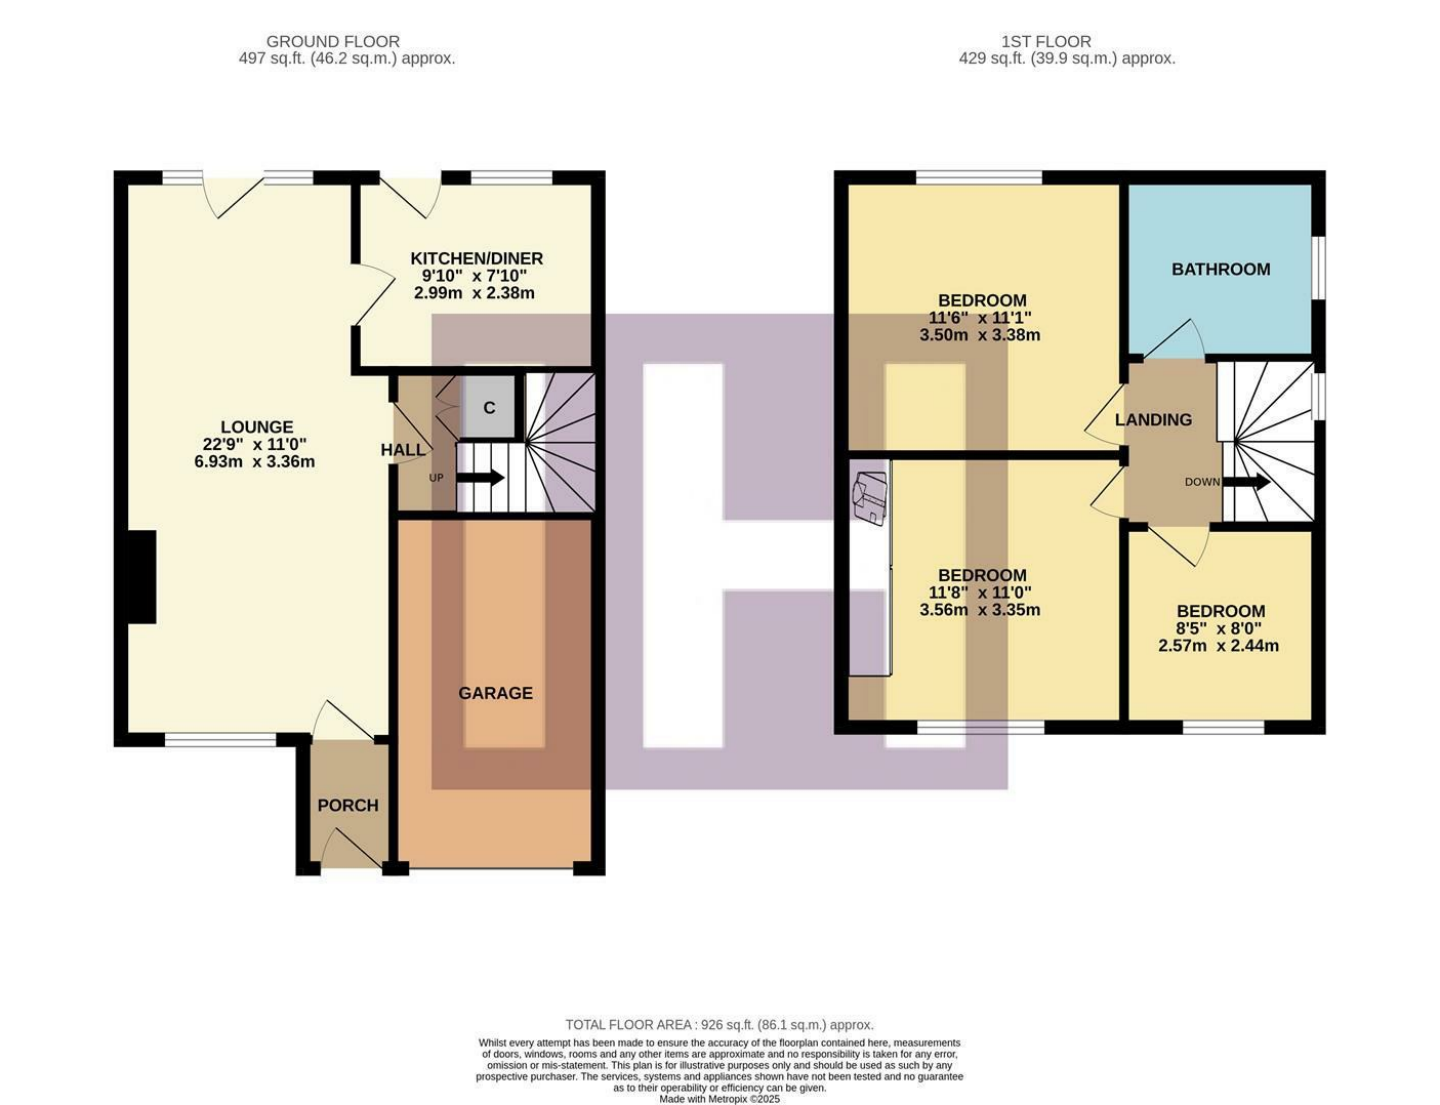 GROUND FLOOR
497 sq.ft. (46.2 sq.m.) approx.
1ST FLOOR
429 sq.ft. (39.9 sq.m.) approx.
KITCHEN/DINER
9'10" x 7'10"
2.99m x 2.38m
LOUNGE
22'9" x 11'0"
6.93m x 3.36m
C
HALL
UP
GARAGE
PORCH
BEDROOM
11'6" x 11'1"
3.50m x 3.38m
BATHROOM
LANDING
DOWN
BEDROOM
11'8" x 11'0"
3.56m x 3.35m
BEDROOM
8'5" x 8'0"
2.57m x 2.44m
TOTAL FLOOR AREA : 926 sq.ft. (86.1 sq.m.) approx.
Whilst every attempt has been made to ensure the accuracy of the floorplan contained here, measurements
of doors, windows, rooms and any other items are approximate and no responsibility is taken for any error,
omission or mis-statement. This plan is for illustrative purposes only and should be used as such by any
prospective purchaser. The services, systems and appliances shown have not been tested and no guarantee
as to their operability or efficiency can be given.
Made with Metropix ©2025